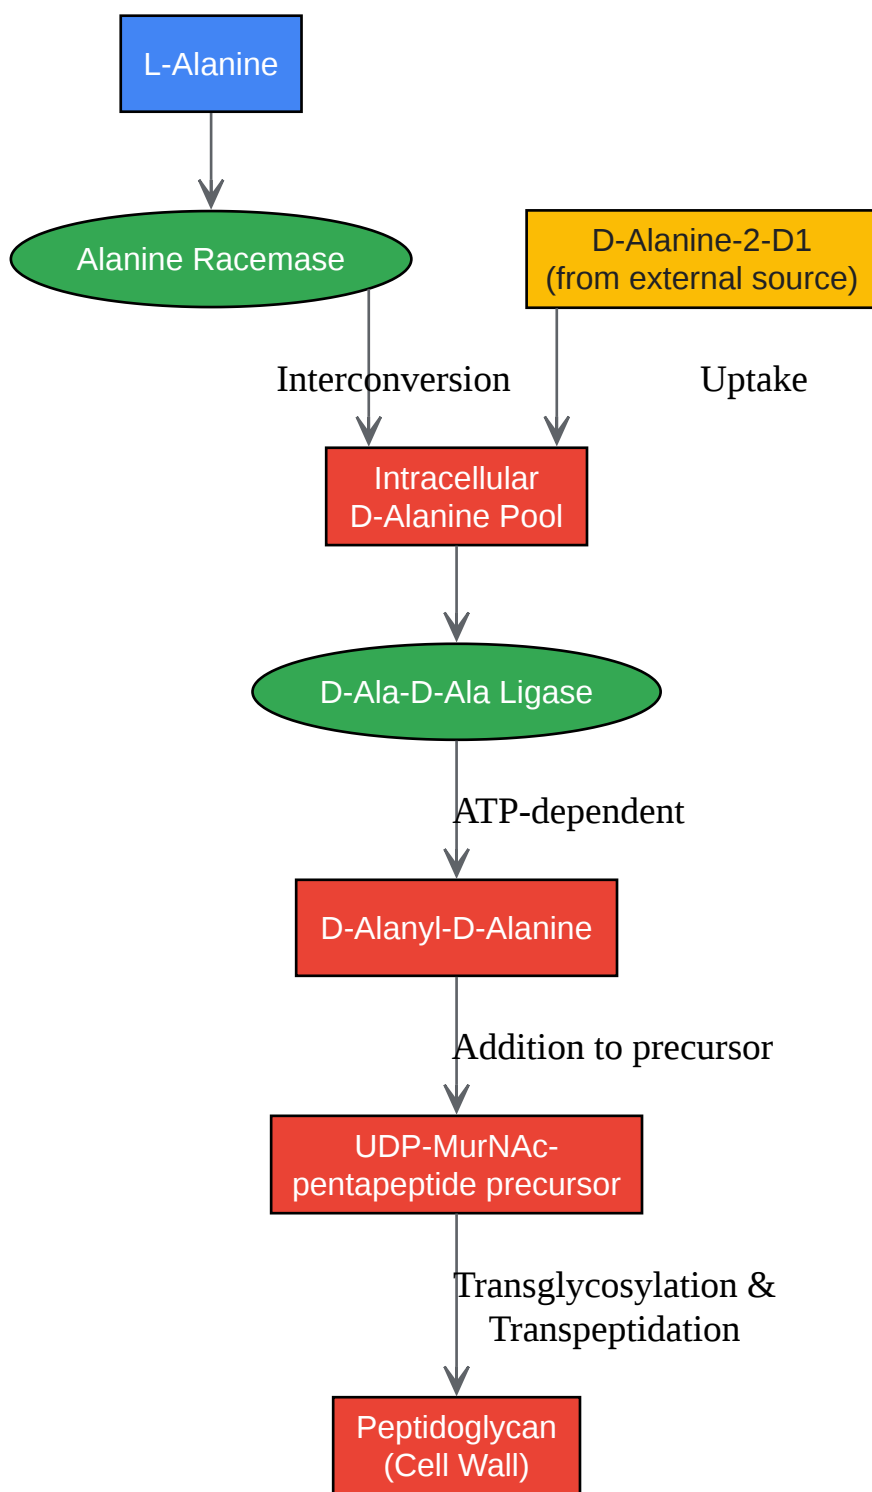 L-Alanine
Alanine Racemase
D-Alanine-2-D1
(from external source)
Interconversion
Uptake
Intracellular
D-Alanine Pool
D-Ala-D-Ala Ligase
ATP-dependent
D-Alanyl-D-Alanine
Addition to precursor
UDP-MurNAc-
pentapeptide precursor
Transglycosylation &
Transpeptidation
Peptidoglycan
(Cell Wall)